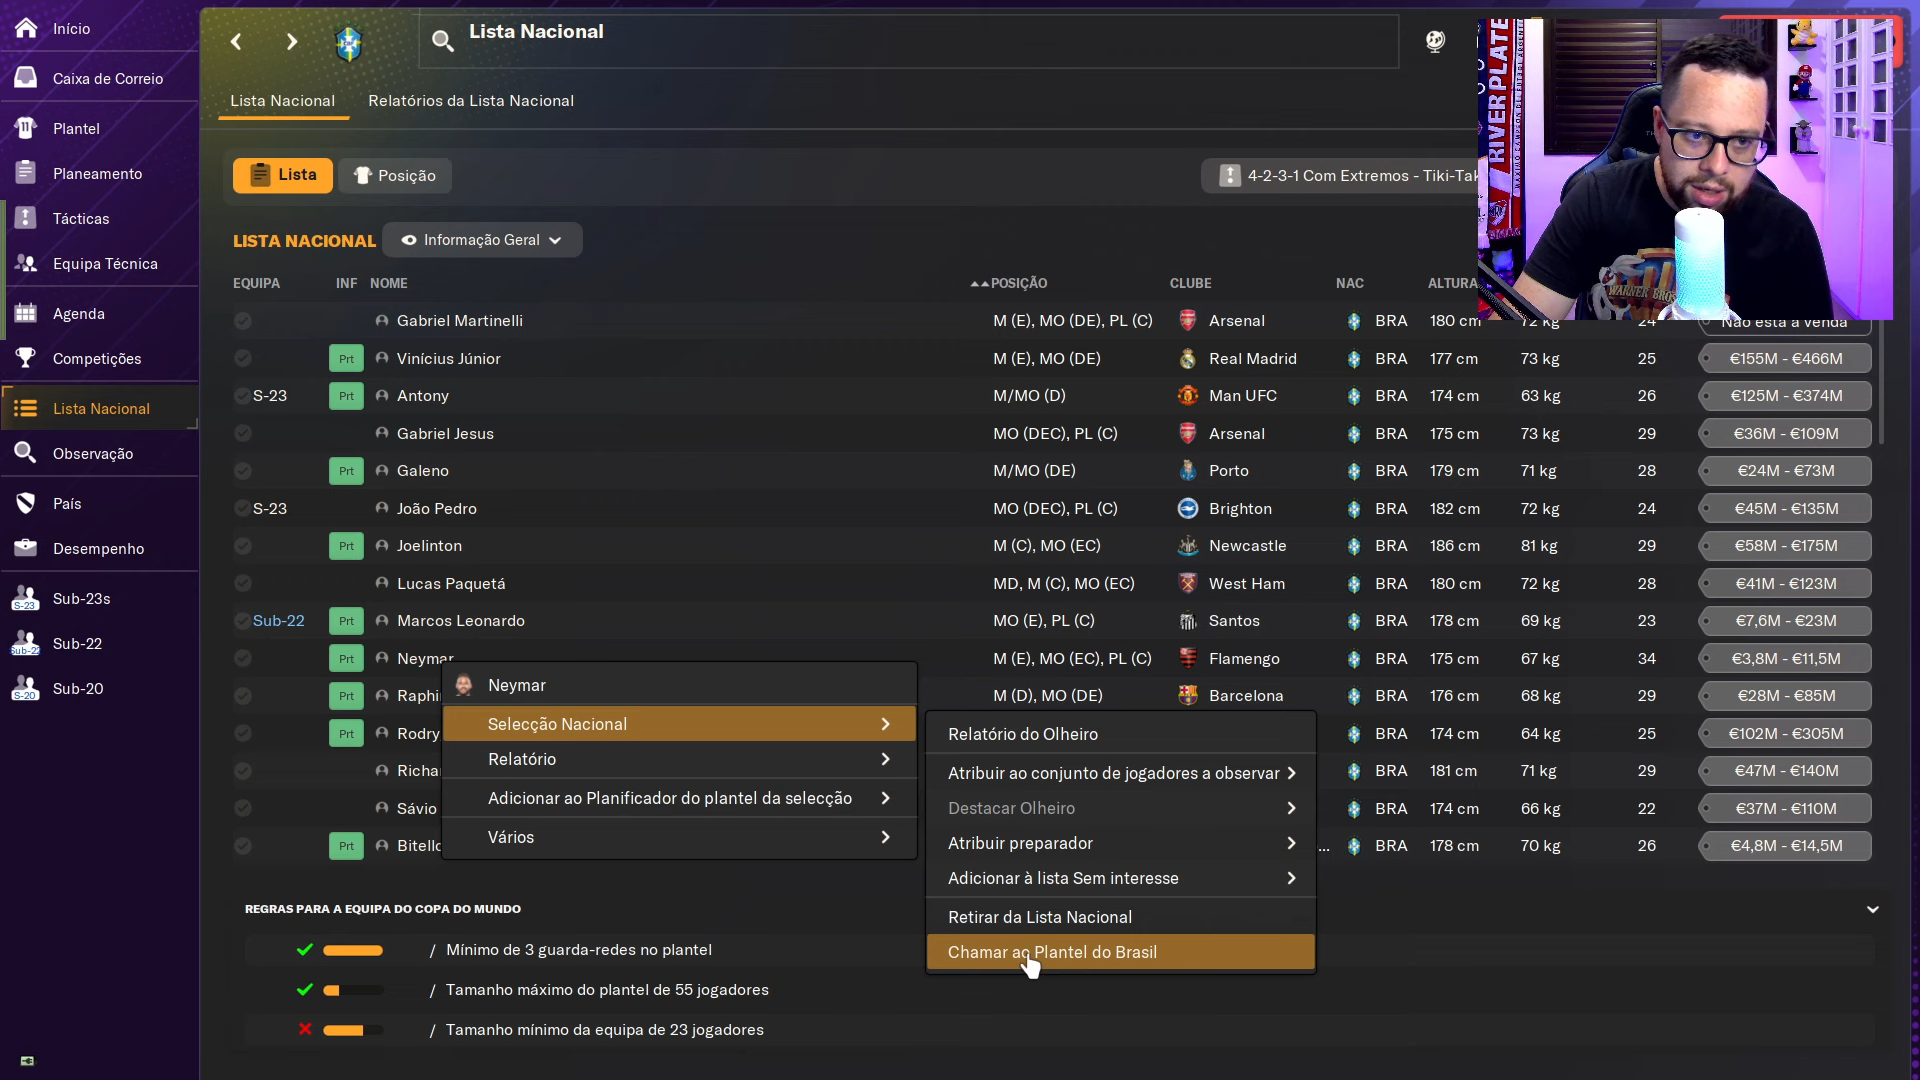 Início
Caixa de Correio
Plantel
Planeamento
Tácticas
Equipa Técnica
Agenda
Competições
Lista Nacional
Observação
País
Desempenho
S-23 Sub-23s
Sub-22 Sub-22
S-20 Sub-20
Lista Nacional
Lista Nacional Relatórios da Lista Nacional
Lista Posição
4-2-3-1 Com Extremos - Tiki-Tak
LISTA NACIONAL Informação Geral
EQUIPA INF NOME POSIÇÃO CLUBE NAC ALTURA
Gabriel Martinelli M (E), MO (DE), PL (C) Arsenal BRA 180 cm 72 kg 24 Não está à venda
Prt Vinícius Júnior M (E), MO (DE) Real Madrid BRA 177 cm 73 kg 25 €155M - €466M
S-23 Prt Antony M/MO (D) Man UFC BRA 174 cm 63 kg 26 €125M - €374M
Gabriel Jesus MO (DEC), PL (C) Arsenal BRA 175 cm 73 kg 29 €36M - €109M
Prt Galeno M/MO (DE) Porto BRA 179 cm 71 kg 28 €24M - €73M
S-23 João Pedro MO (DEC), PL (C) Brighton BRA 182 cm 72 kg 24 €45M - €135M
Prt Joelinton M (C), MO (EC) Newcastle BRA 186 cm 81 kg 29 €58M - €175M
Lucas Paquetá MD, M (C), MO (EC) West Ham BRA 180 cm 72 kg 28 €41M - €123M
Sub-22 Prt Marcos Leonardo MO (E), PL (C) Santos BRA 178 cm 69 kg 23 €7,6M - €23M
Prt Neymar M (E), MO (EC), PL (C) Flamengo BRA 175 cm 67 kg 34 €3,8M - €11,5M
Prt Raphi M (D), MO (DE) Barcelona BRA 176 cm 68 kg 29 €28M - €85M
Prt Rodry BRA 174 cm 64 kg 25 €102M - €305M
Richa BRA 181 cm 71 kg 29 €47M - €140M
Sávio BRA 174 cm 66 kg 22 €37M - €110M
Prt Bitello ... BRA 178 cm 70 kg 26 €4,8M - €14,5M
Neymar
Selecção Nacional
Relatório
Adicionar ao Planificador do plantel da selecção
Vários
Relatório do Olheiro
Atribuir ao conjunto de jogadores a observar
Destacar Olheiro
Atribuir preparador
Adicionar à lista Sem interesse
Retirar da Lista Nacional
Chamar ao Plantel do Brasil
REGRAS PARA A EQUIPA DO COPA DO MUNDO
/ Mínimo de 3 guarda-redes no plantel
/ Tamanho máximo do plantel de 55 jogadores
/ Tamanho mínimo da equipa de 23 jogadores
RIVER PLATE
WARNER BROS